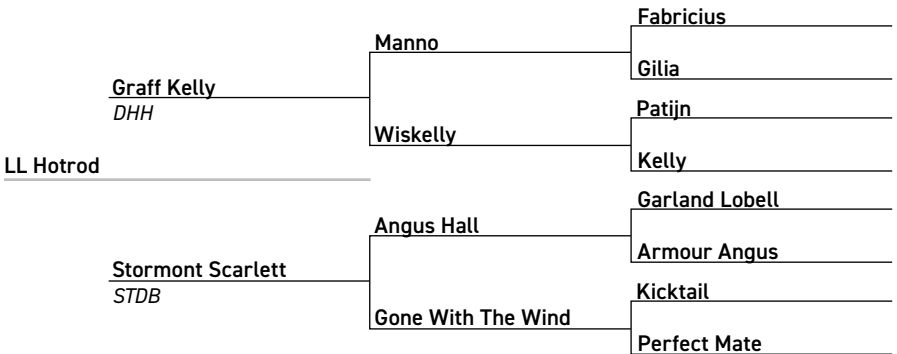 Fabricius
Manno
Gilia
Graff Kelly
DHH
Patijn
Wiskelly
Kelly
LL Hotrod
Garland Lobell
Angus Hall
Armour Angus
Stormont Scarlett
STDB
Kicktail
Gone With The Wind
Perfect Mate